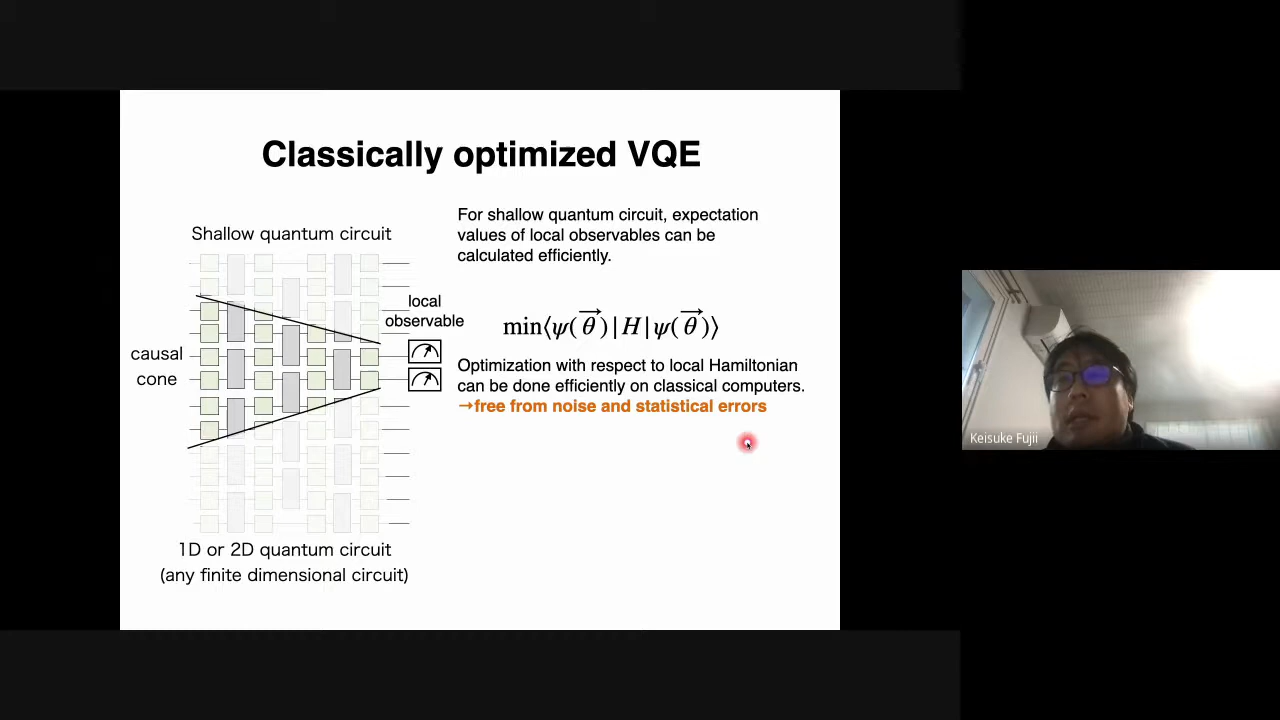 Classically optimized VQE
Shallow quantum circuit
local
observable
causal
cone
1D or 2D quantum circuit
(any finite dimensional circuit)
For shallow quantum circuit, expectation
values of local observables can be
calculated efficiently.
min⟨ψ(θ⃗)|H|ψ(θ⃗)⟩
Optimization with respect to local Hamiltonian
can be done efficiently on classical computers.
→free from noise and statistical errors
Keisuke Fujii